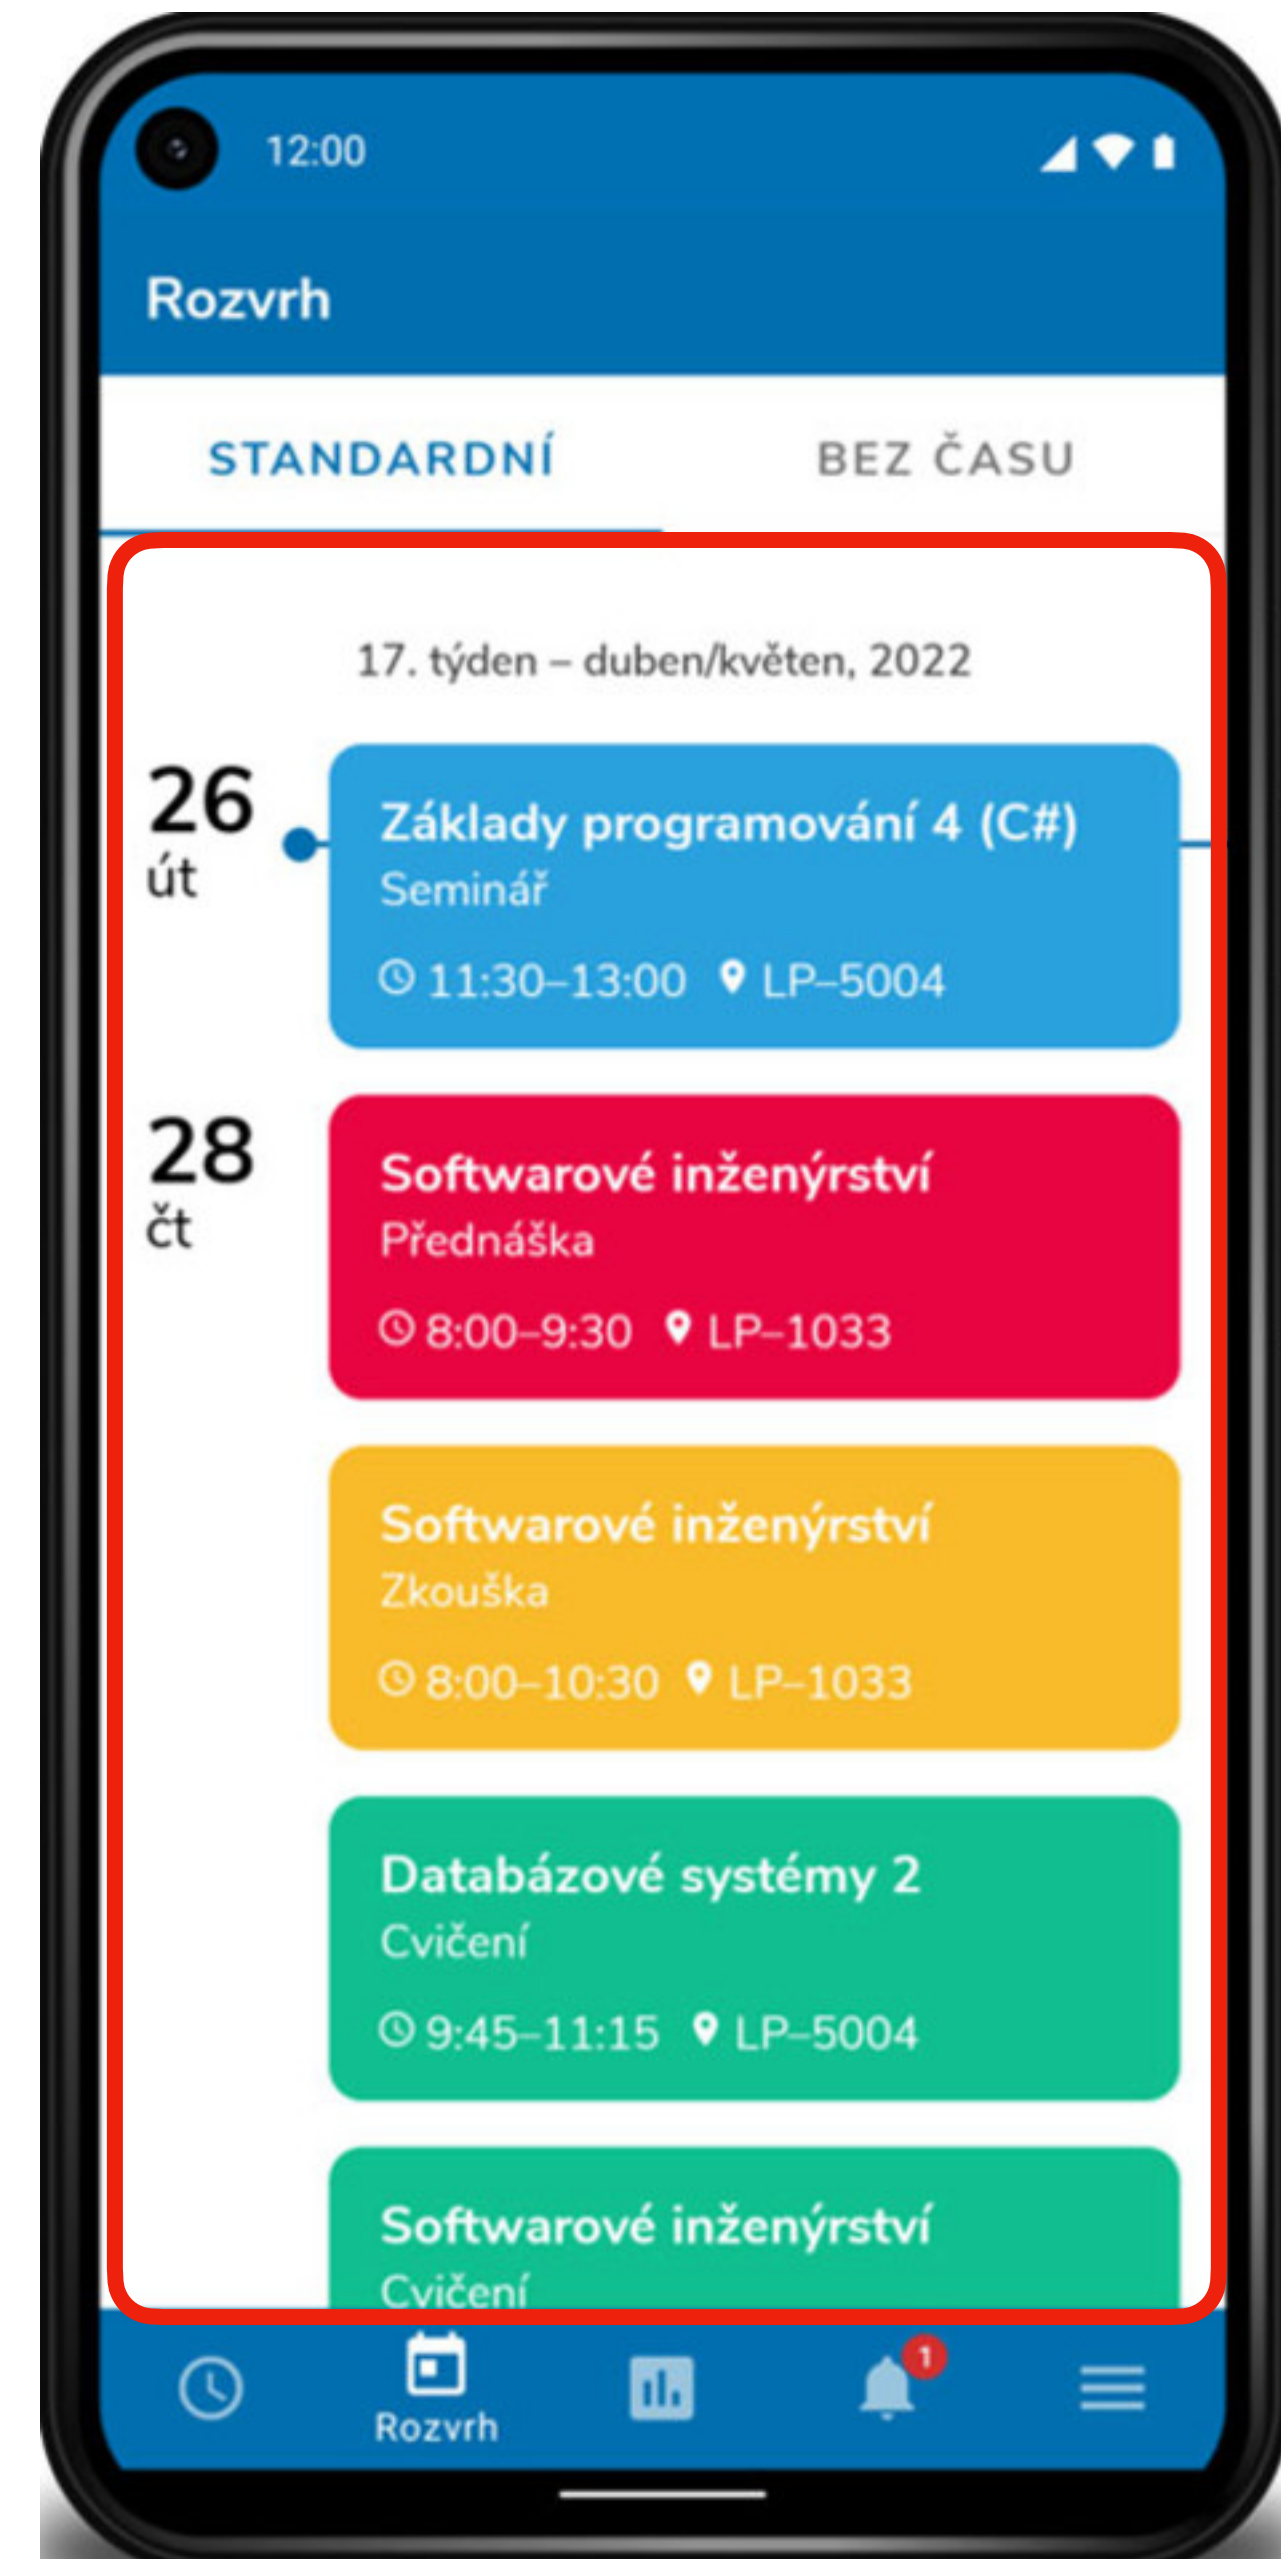 12:00
Rozvrh
STANDARDNÍ
BEZ ČASU
17. týden – duben/květen, 2022
26
út
Základy programování 4 (C#)
Seminář
11:30–13:00 LP–5004
28
čt
Softwarové inženýrství
Přednáška
8:00–9:30 LP–1033
Softwarové inženýrství
Zkouška
8:00–10:30 LP–1033
Databázové systémy 2
Cvičení
9:45–11:15 LP–5004
Softwarové inženýrství
Cvičení
1
Rozvrh